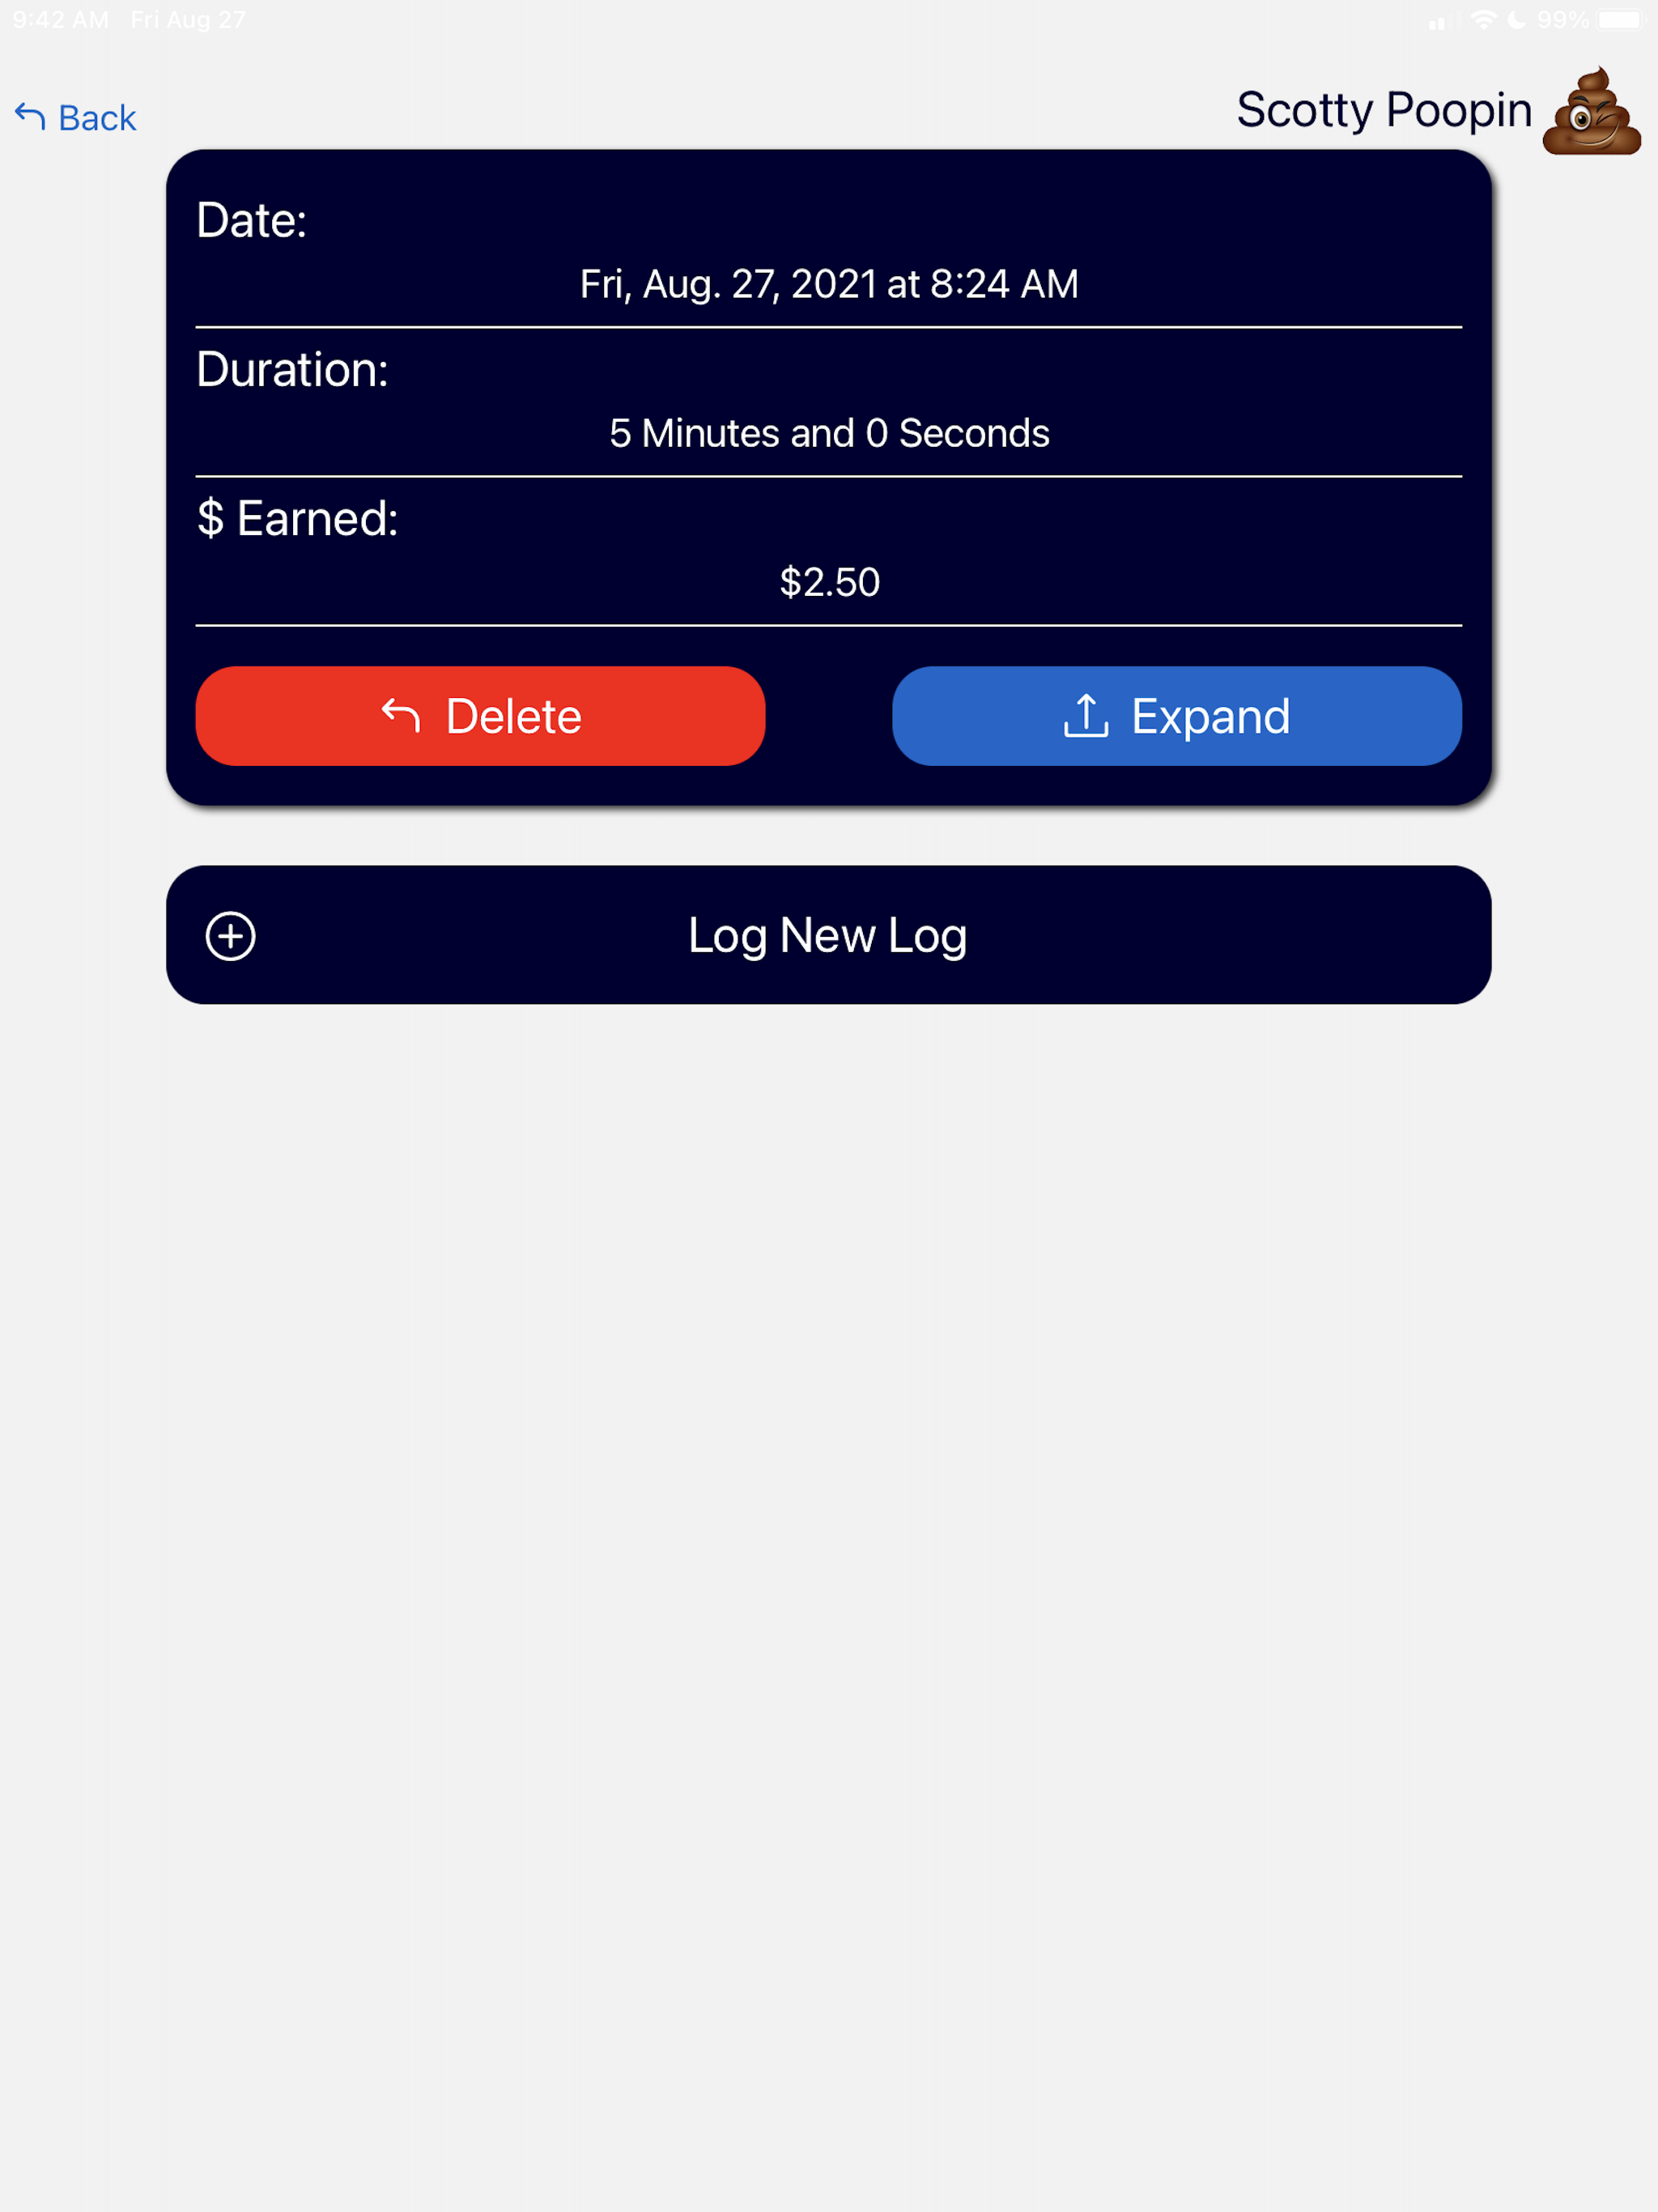 9:42 AM Fri Aug 27
99%
Back
Scotty Poopin
Date:
Fri, Aug. 27, 2021 at 8:24 AM
Duration:
5 Minutes and 0 Seconds
$ Earned:
$2.50
Delete
Expand
Log New Log